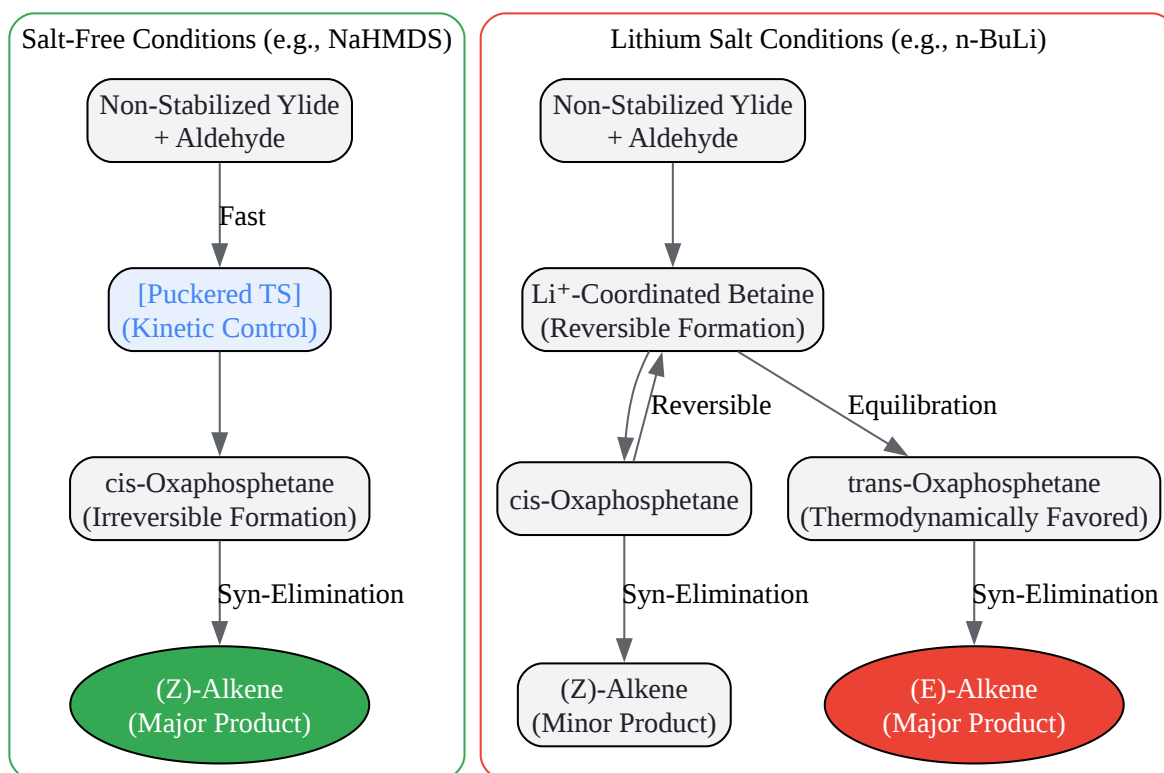 Salt-Free Conditions (e.g., NaHMDS)
Non-Stabilized Ylide
+ Aldehyde
Fast
[Puckered TS]
(Kinetic Control)
cis-Oxaphosphetane
(Irreversible Formation)
Syn-Elimination
(Z)-Alkene
(Major Product)
Lithium Salt Conditions (e.g., n-BuLi)
Non-Stabilized Ylide
+ Aldehyde
Li⁺-Coordinated Betaine
(Reversible Formation)
Reversible
Equilibration
cis-Oxaphosphetane
trans-Oxaphosphetane
(Thermodynamically Favored)
Syn-Elimination
Syn-Elimination
(Z)-Alkene
(Minor Product)
(E)-Alkene
(Major Product)